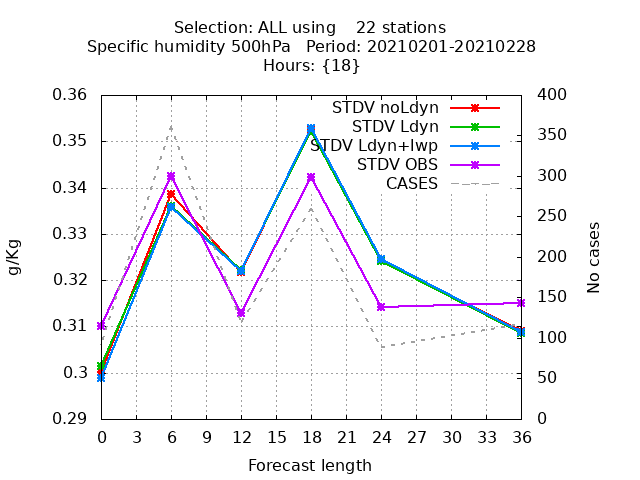 Selection: ALL using    22 stations
Specific humidity 500hPa   Period: 20210201-20210228
Hours: {18}
STDV noLdyn
STDV Ldyn
STDV Ldyn+lwp
STDV OBS
CASES
g/Kg
0.36
0.35
0.34
0.33
0.32
0.31
0.3
0.29
400
350
300
250
200
150
100
50
0
No cases
0 3 6 9 12 15 18 21 24 27 30 33 36
Forecast length